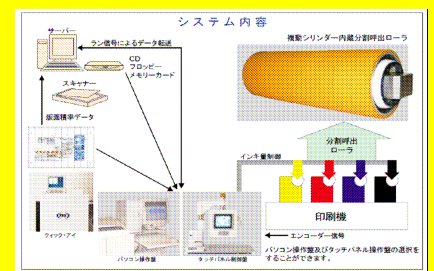 システム内容
サーバー
ラン信号によるデータ転送
CD
フロッピー
メモリーカード
スキャナー
版面積率データ
クィック・アイ
パソコン操作盤
タッチパネル制御盤
複動シリンダー内蔵分割呼出ローラ
分割呼出
ローラ
インキ量制御
印刷機
エンコーダー信号
パソコン操作盤及びタッチパネル操作盤の選択を
することができます。